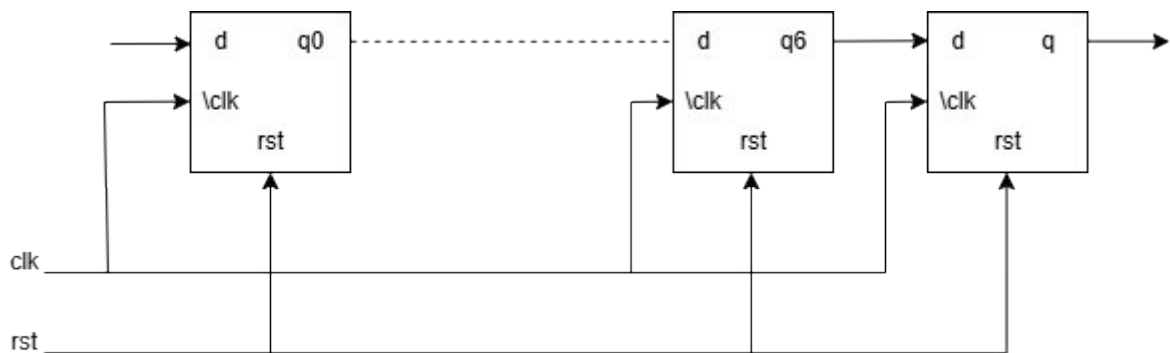 d q0 d q6 d q
\clk \clk \clk
rst rst rst
clk
rst